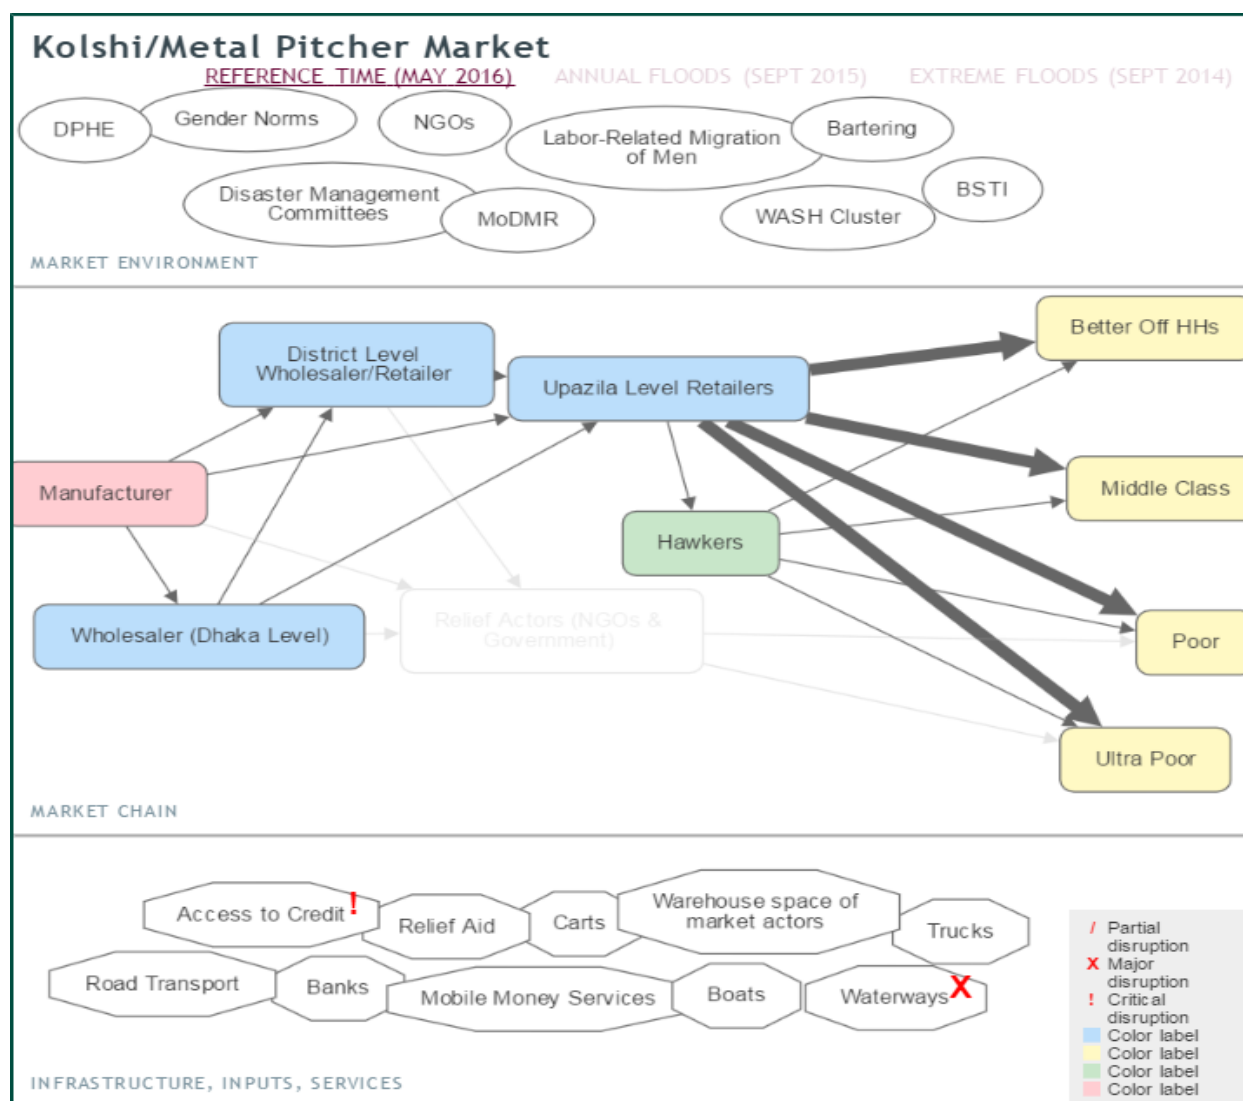 Kolshi/Metal Pitcher Market
REFERENCE TIME (MAY 2016) ANNUAL FLOODS (SEPT 2015) EXTREME FLOODS (SEPT 2014)
DPHE
Gender Norms
NGOs
Labor-Related Migration
of Men
Bartering
Disaster Management
Committees
MoDMR
WASH Cluster
BSTI
MARKET ENVIRONMENT
Better Off HHs
District Level
Wholesaler/Retailer
Upazila Level Retailers
Manufacturer
Middle Class
Hawkers
Wholesaler (Dhaka Level)
Relief Actors (NGOs &
Government)
Poor
Ultra Poor
MARKET CHAIN
Access to Credit !
Relief Aid
Carts
Warehouse space of
market actors
Trucks
Road Transport
Banks
Mobile Money Services
Boats
Waterways X
/ Partial
disruption
X Major
disruption
! Critical
disruption
Color label
Color label
Color label
Color label
INFRASTRUCTURE, INPUTS, SERVICES